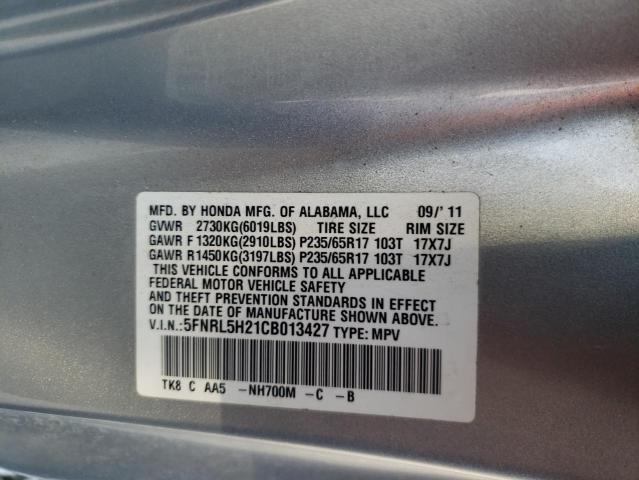 MFD. BY HONDA MFG. OF ALABAMA, LLC 09/'11
GVWR 2730KG(6019LBS) TIRE SIZE RIM SIZE
GAWR F 1320KG(2910LBS) P235/65R17 103T 17X7J
GAWR R1450KG(3197LBS) P235/65R17 103T 17X7J
THIS VEHICLE CONFORMS TO ALL APPLICABLE
FEDERAL MOTOR VEHICLE SAFETY
AND THEFT PREVENTION STANDARDS IN EFFECT
ON THE DATE OF MANUFACTURE SHOWN ABOVE.
V.I.N.:5FNRL5H21CB013427 TYPE: MPV
TK8 C AA5 -NH700M -C -B